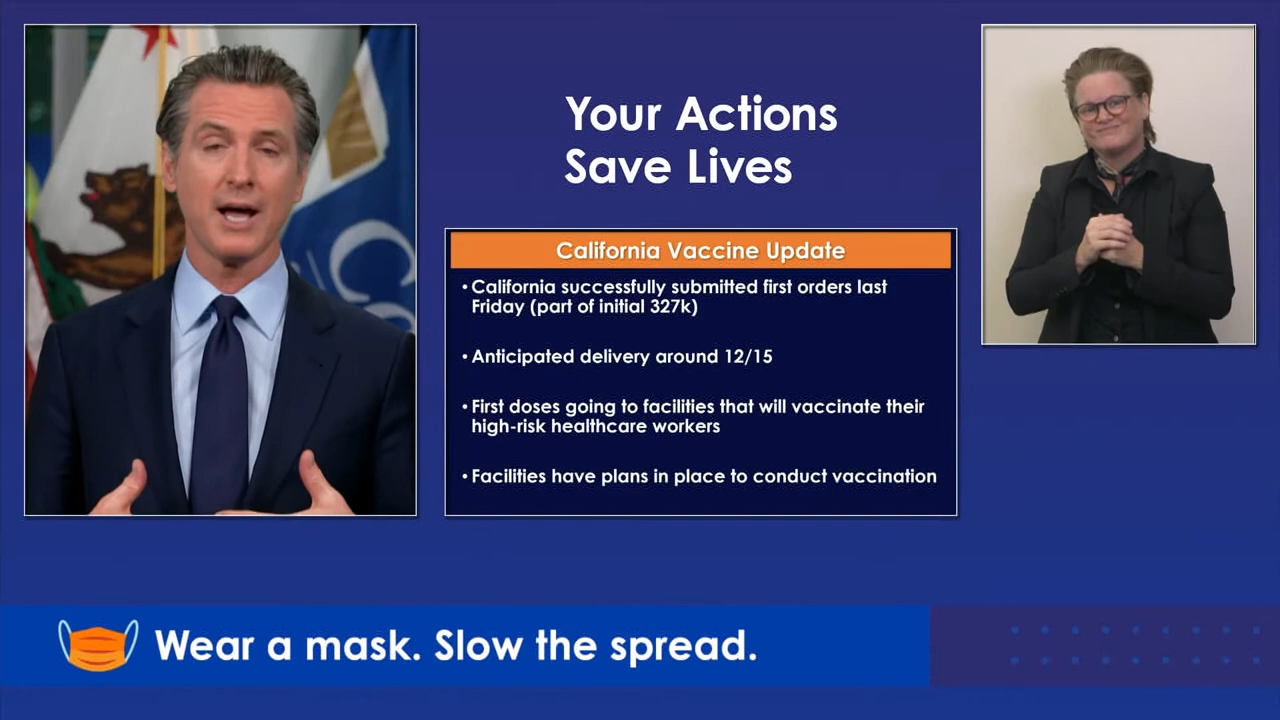 Your Actions
Save Lives
California Vaccine Update
• California successfully submitted first orders last
Friday (part of initial 327k)
• Anticipated delivery around 12/15
• First doses going to facilities that will vaccinate their
high-risk healthcare workers
• Facilities have plans in place to conduct vaccination
Wear a mask. Slow the spread.